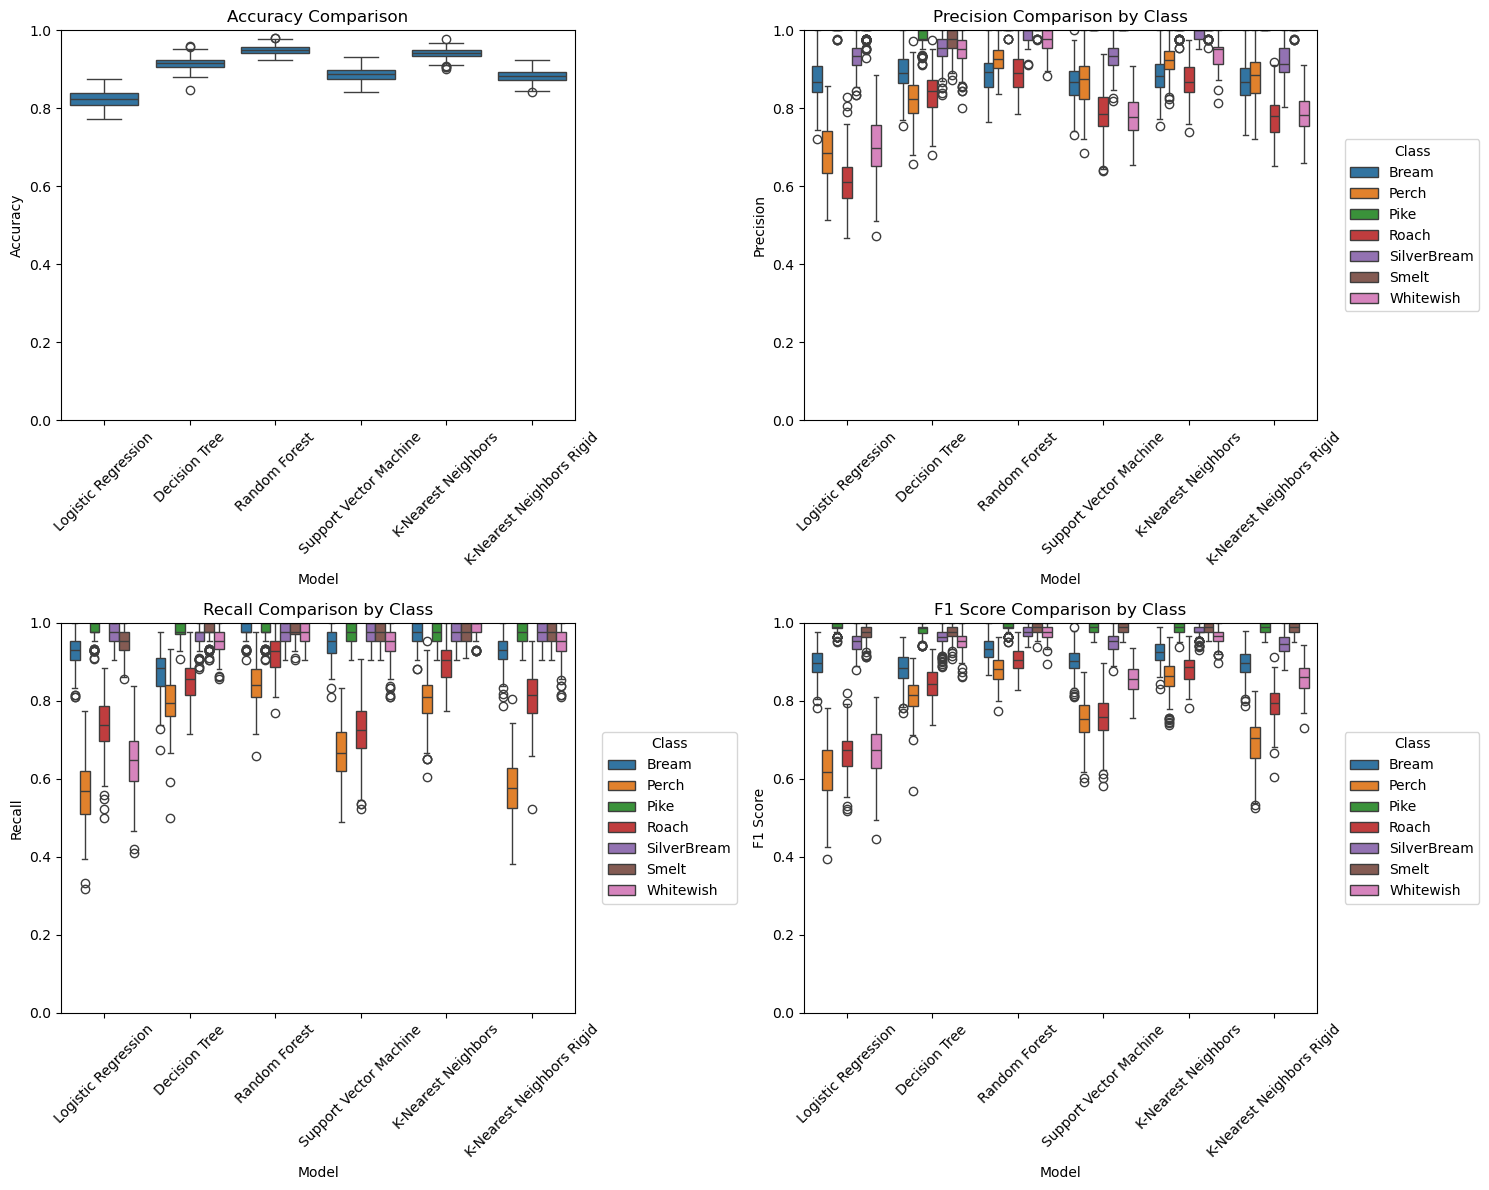 Accuracy Comparison
1.0
0.8
0.6
0.4
0.2
0.0
Accuracy
Logistic Regression
Decision Tree
Random Forest
Support Vector Machine
K-Nearest Neighbors
K-Nearest Neighbors Rigid
Model
Precision Comparison by Class
1.0
0.8
0.6
0.4
0.2
0.0
Precision
Logistic Regression
Decision Tree
Random Forest
Support Vector Machine
K-Nearest Neighbors
K-Nearest Neighbors Rigid
Model
Class
Bream
Perch
Pike
Roach
SilverBream
Smelt
Whitewish
Recall Comparison by Class
1.0
0.8
0.6
0.4
0.2
0.0
Recall
Logistic Regression
Decision Tree
Random Forest
Support Vector Machine
K-Nearest Neighbors
K-Nearest Neighbors Rigid
Model
Class
Bream
Perch
Pike
Roach
SilverBream
Smelt
Whitewish
F1 Score Comparison by Class
1.0
0.8
0.6
0.4
0.2
0.0
F1 Score
Logistic Regression
Decision Tree
Random Forest
Support Vector Machine
K-Nearest Neighbors
K-Nearest Neighbors Rigid
Model
Class
Bream
Perch
Pike
Roach
SilverBream
Smelt
Whitewish